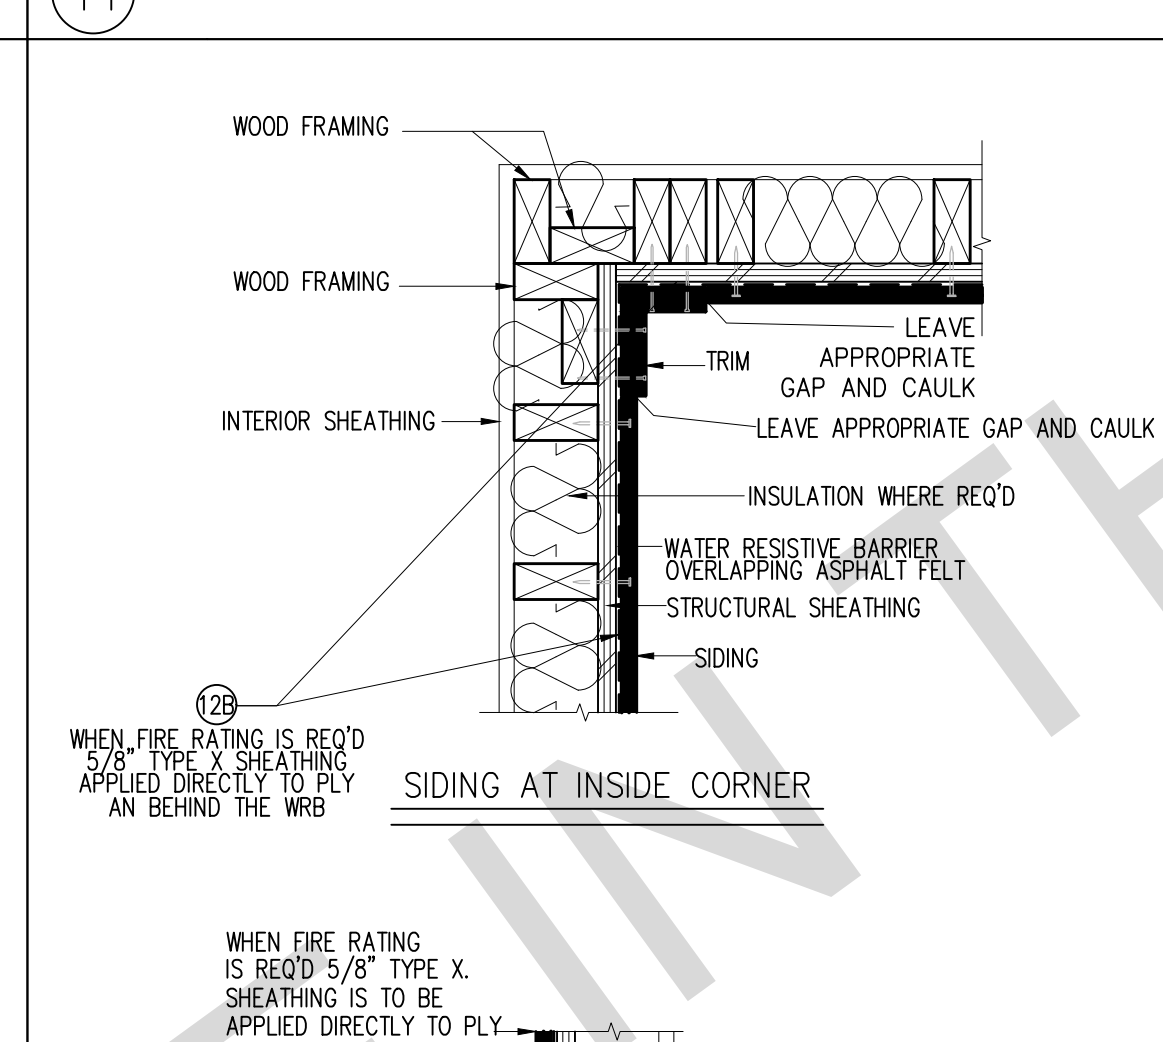 WOOD FRAMING
WOOD FRAMING
LEAVE
APPROPRIATE
GAP AND CAULK
TRIM
INTERIOR SHEATHING
LEAVE APPROPRIATE GAP AND CAULK
INSULATION WHERE REQ'D
WATER RESISTIVE BARRIER
OVERLAPPING ASPHALT FELT
STRUCTURAL SHEATHING
SIDING
12B
WHEN FIRE RATING IS REQ'D
5/8" TYPE X SHEATHING
APPLIED DIRECTLY TO PLY
AN BEHIND THE WRB
SIDING AT INSIDE CORNER
WHEN FIRE RATING
IS REQ'D 5/8" TYPE X.
SHEATHING IS TO BE
APPLIED DIRECTLY TO PLY
IN